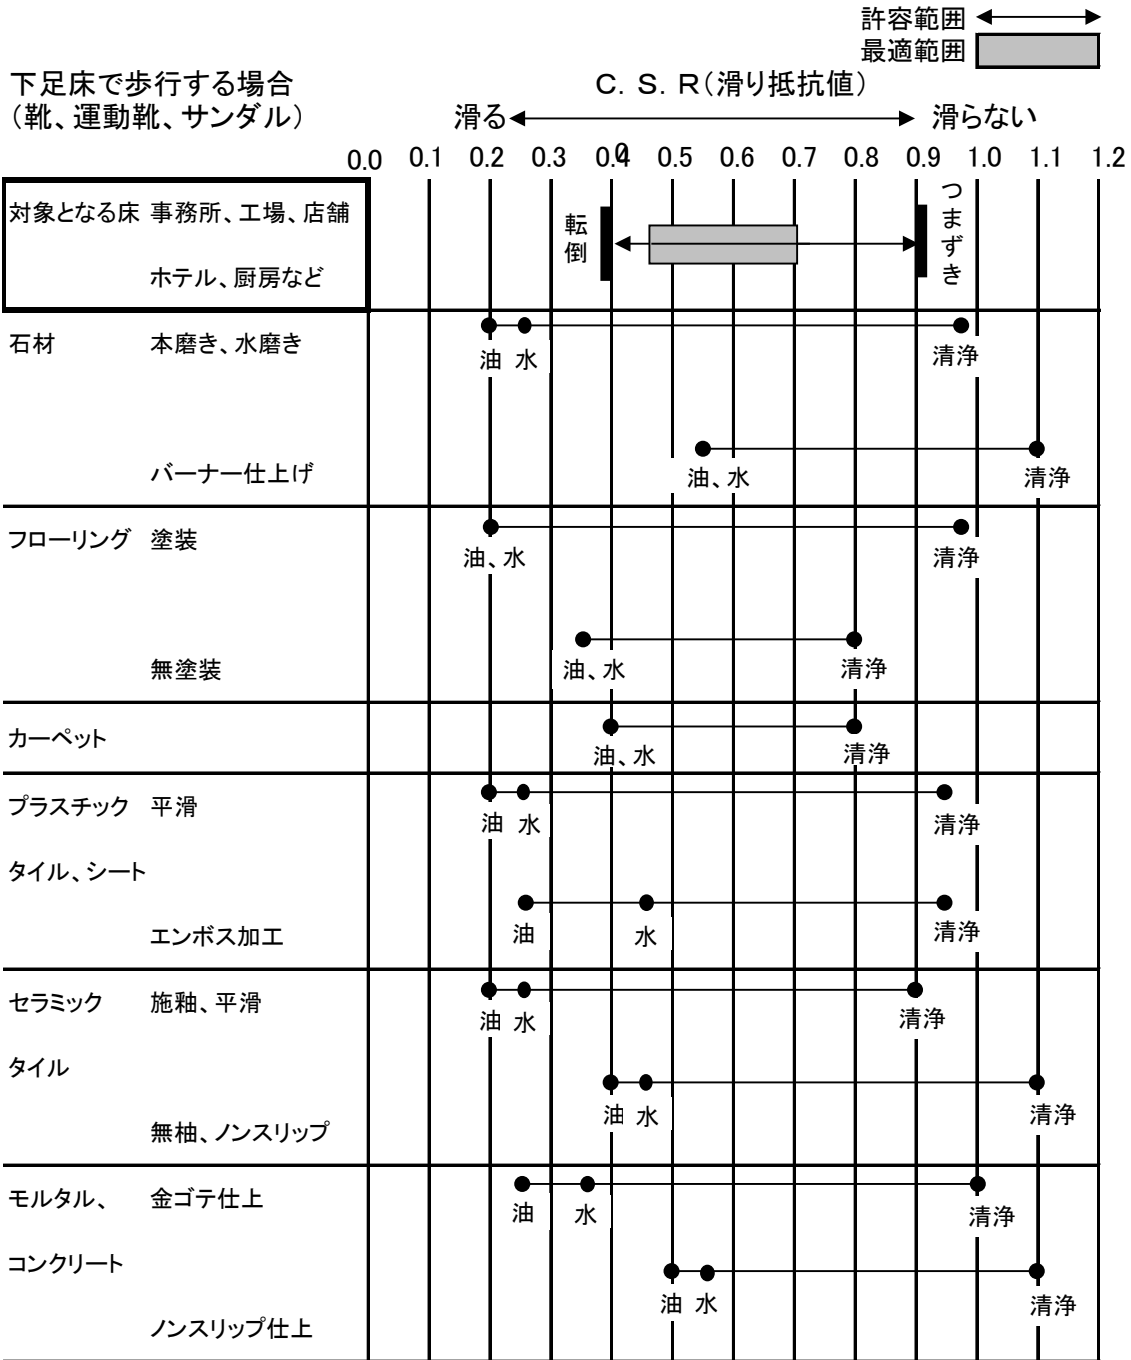 許容範囲
最適範囲
下足床で歩行する場合
(靴、運動靴、サンダル)
C. S. R(滑り抵抗値)
滑る
滑らない
0.0 0.1 0.2 0.3 0.4 0.5 0.6 0.7 0.8 0.9 1.0 1.1 1.2
対象となる床 事務所、工場、店舗
ホテル、厨房など
転倒
つまずき
石材 本磨き、水磨き
油 水 清浄
バーナー仕上げ
油、水 清浄
フローリング 塗装
油、水 清浄
無塗装
油、水 清浄
カーペット
油、水 清浄
プラスチック 平滑
油 水 清浄
タイル、シート
エンボス加工
油 水 清浄
セラミック 施釉、平滑
油 水 清浄
タイル
無柚、ノンスリップ
油 水 清浄
モルタル、 金ゴテ仕上
油 水 清浄
コンクリート
ノンスリップ仕上
油 水 清浄